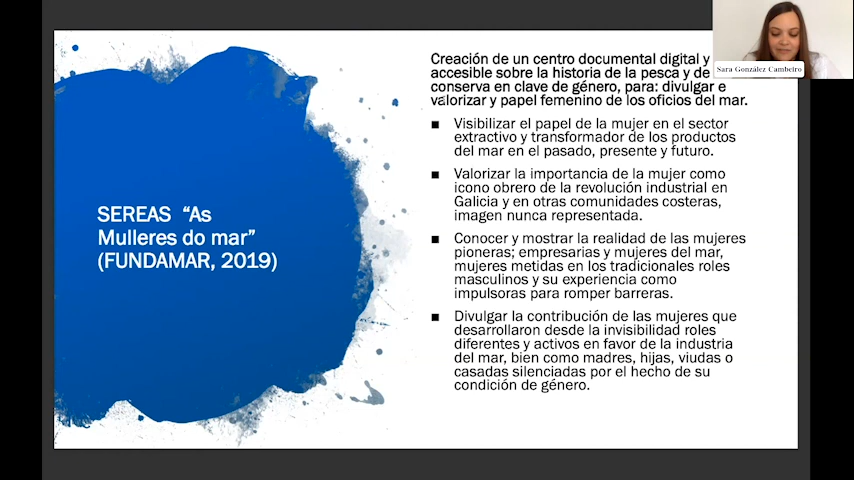 Sara González Cambeiro
SEREAS “As
Mulleres do mar”
(FUNDAMAR, 2019)
Creación de un centro documental digital y
accesible sobre la historia de la pesca y de
conserva en clave de género, para: divulgar e
valorizar y papel femenino de los oficios del mar.
■ Visibilizar el papel de la mujer en el sector
extractivo y transformador de los productos
del mar en el pasado, presente y futuro.
■ Valorizar la importancia de la mujer como
icono obrero de la revolución industrial en
Galicia y en otras comunidades costeras,
imagen nunca representada.
■ Conocer y mostrar la realidad de las mujeres
pioneras; empresarias y mujeres del mar,
mujeres metidas en los tradicionales roles
masculinos y su experiencia como
impulsoras para romper barreras.
■ Divulgar la contribución de las mujeres que
desarrollaron desde la invisibilidad roles
diferentes y activos en favor de la industria
del mar, bien como madres, hijas, viudas o
casadas silenciadas por el hecho de su
condición de género.